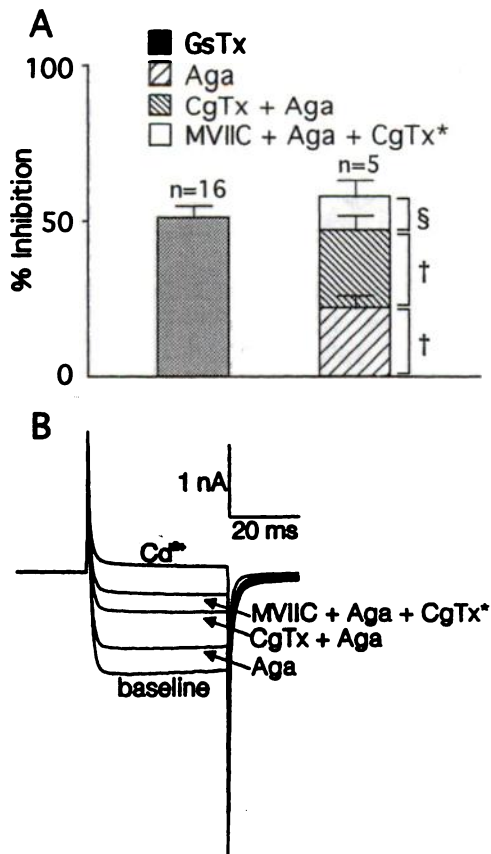 A
GsTx
Aga
CgTx + Aga
MVIIC + Aga + CgTx*
% Inhibition
100
50
0
n=16
n=5
§
†
†
B
1 nA
20 ms
Cd²⁺
MVIIC + Aga + CgTx*
CgTx + Aga
Aga
baseline